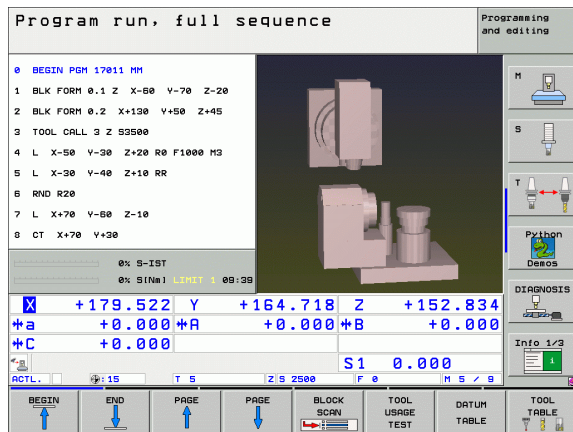 Program run, full sequence
Programming
and editing
0 BEGIN PGM 17011 MM
1 BLK FORM 0.1 Z X-60 Y-70 Z-20
2 BLK FORM 0.2 X+130 Y+50 Z+45
3 TOOL CALL 3 Z S3500
4 L X-50 Y-30 Z+20 R0 F1000 M3
5 L X-30 Y-40 Z+10 RR
6 RND R20
7 L X+70 Y-60 Z-10
8 CT X+70 Y+30
0% S-IST
0% S[Nm] LIMIT 1 09:39
X +179.522 Y +164.718 Z +152.834
a +0.000 A +0.000 B +0.000
C +0.000
S1 0.000
ACTL. 15 T 5 Z S 2500 F 0 M 5 / 9
M
S
T
Python
Demos
DIAGNOSIS
Info 1/3
1
BEGIN
END
PAGE
PAGE
BLOCK
SCAN
TOOL
USAGE
TEST
DATUM
TABLE
TOOL
TABLE